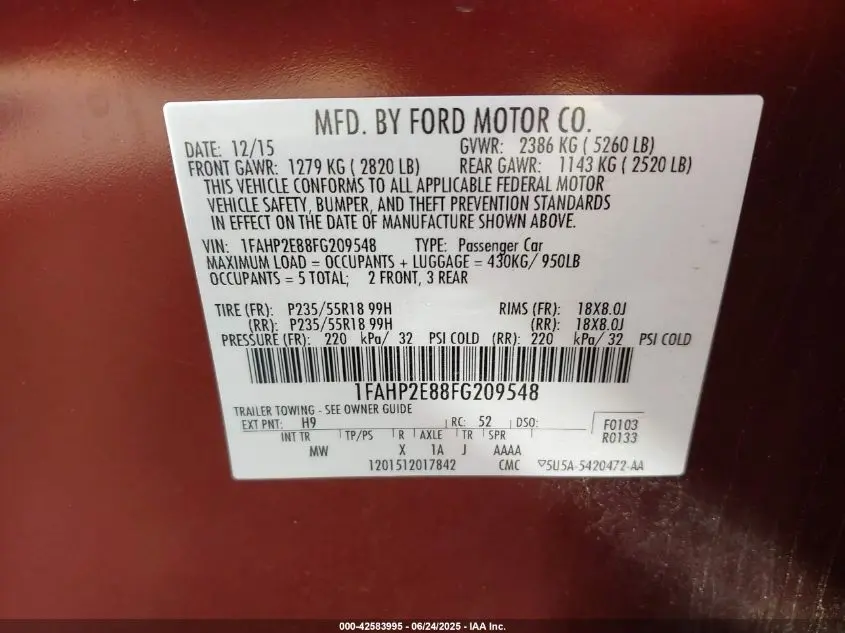 MFD. BY FORD MOTOR CO.
DATE: 12/15 GVWR: 2386 KG ( 5260 LB)
FRONT GAWR: 1279 KG ( 2820 LB) REAR GAWR: 1143 KG ( 2520 LB)
THIS VEHICLE CONFORMS TO ALL APPLICABLE FEDERAL MOTOR
VEHICLE SAFETY, BUMPER, AND THEFT PREVENTION STANDARDS
IN EFFECT ON THE DATE OF MANUFACTURE SHOWN ABOVE.
VIN: 1FAHP2E88FG209548 TYPE: Passenger Car
MAXIMUM LOAD = OCCUPANTS + LUGGAGE = 430KG/ 950LB
OCCUPANTS = 5 TOTAL; 2 FRONT, 3 REAR
TIRE (FR): P235/55R18 99H RIMS (FR): 18X8.0J
(RR): P235/55R18 99H (RR): 18X8.0J
PRESSURE (FR): 220 kPa/ 32 PSI COLD (RR): 220 kPa/ 32 PSI COLD
1FAHP2E88FG209548
TRAILER TOWING - SEE OWNER GUIDE
EXT PNT: H9 RC: 52 DSO: F0103
INT TR TP/PS R AXLE TR SPR R0133
MW X 1A J AAAA
1201512017842 CMC 5U5A-5420472-AA
000-42583995 - 06/24/2025 - IAA Inc.